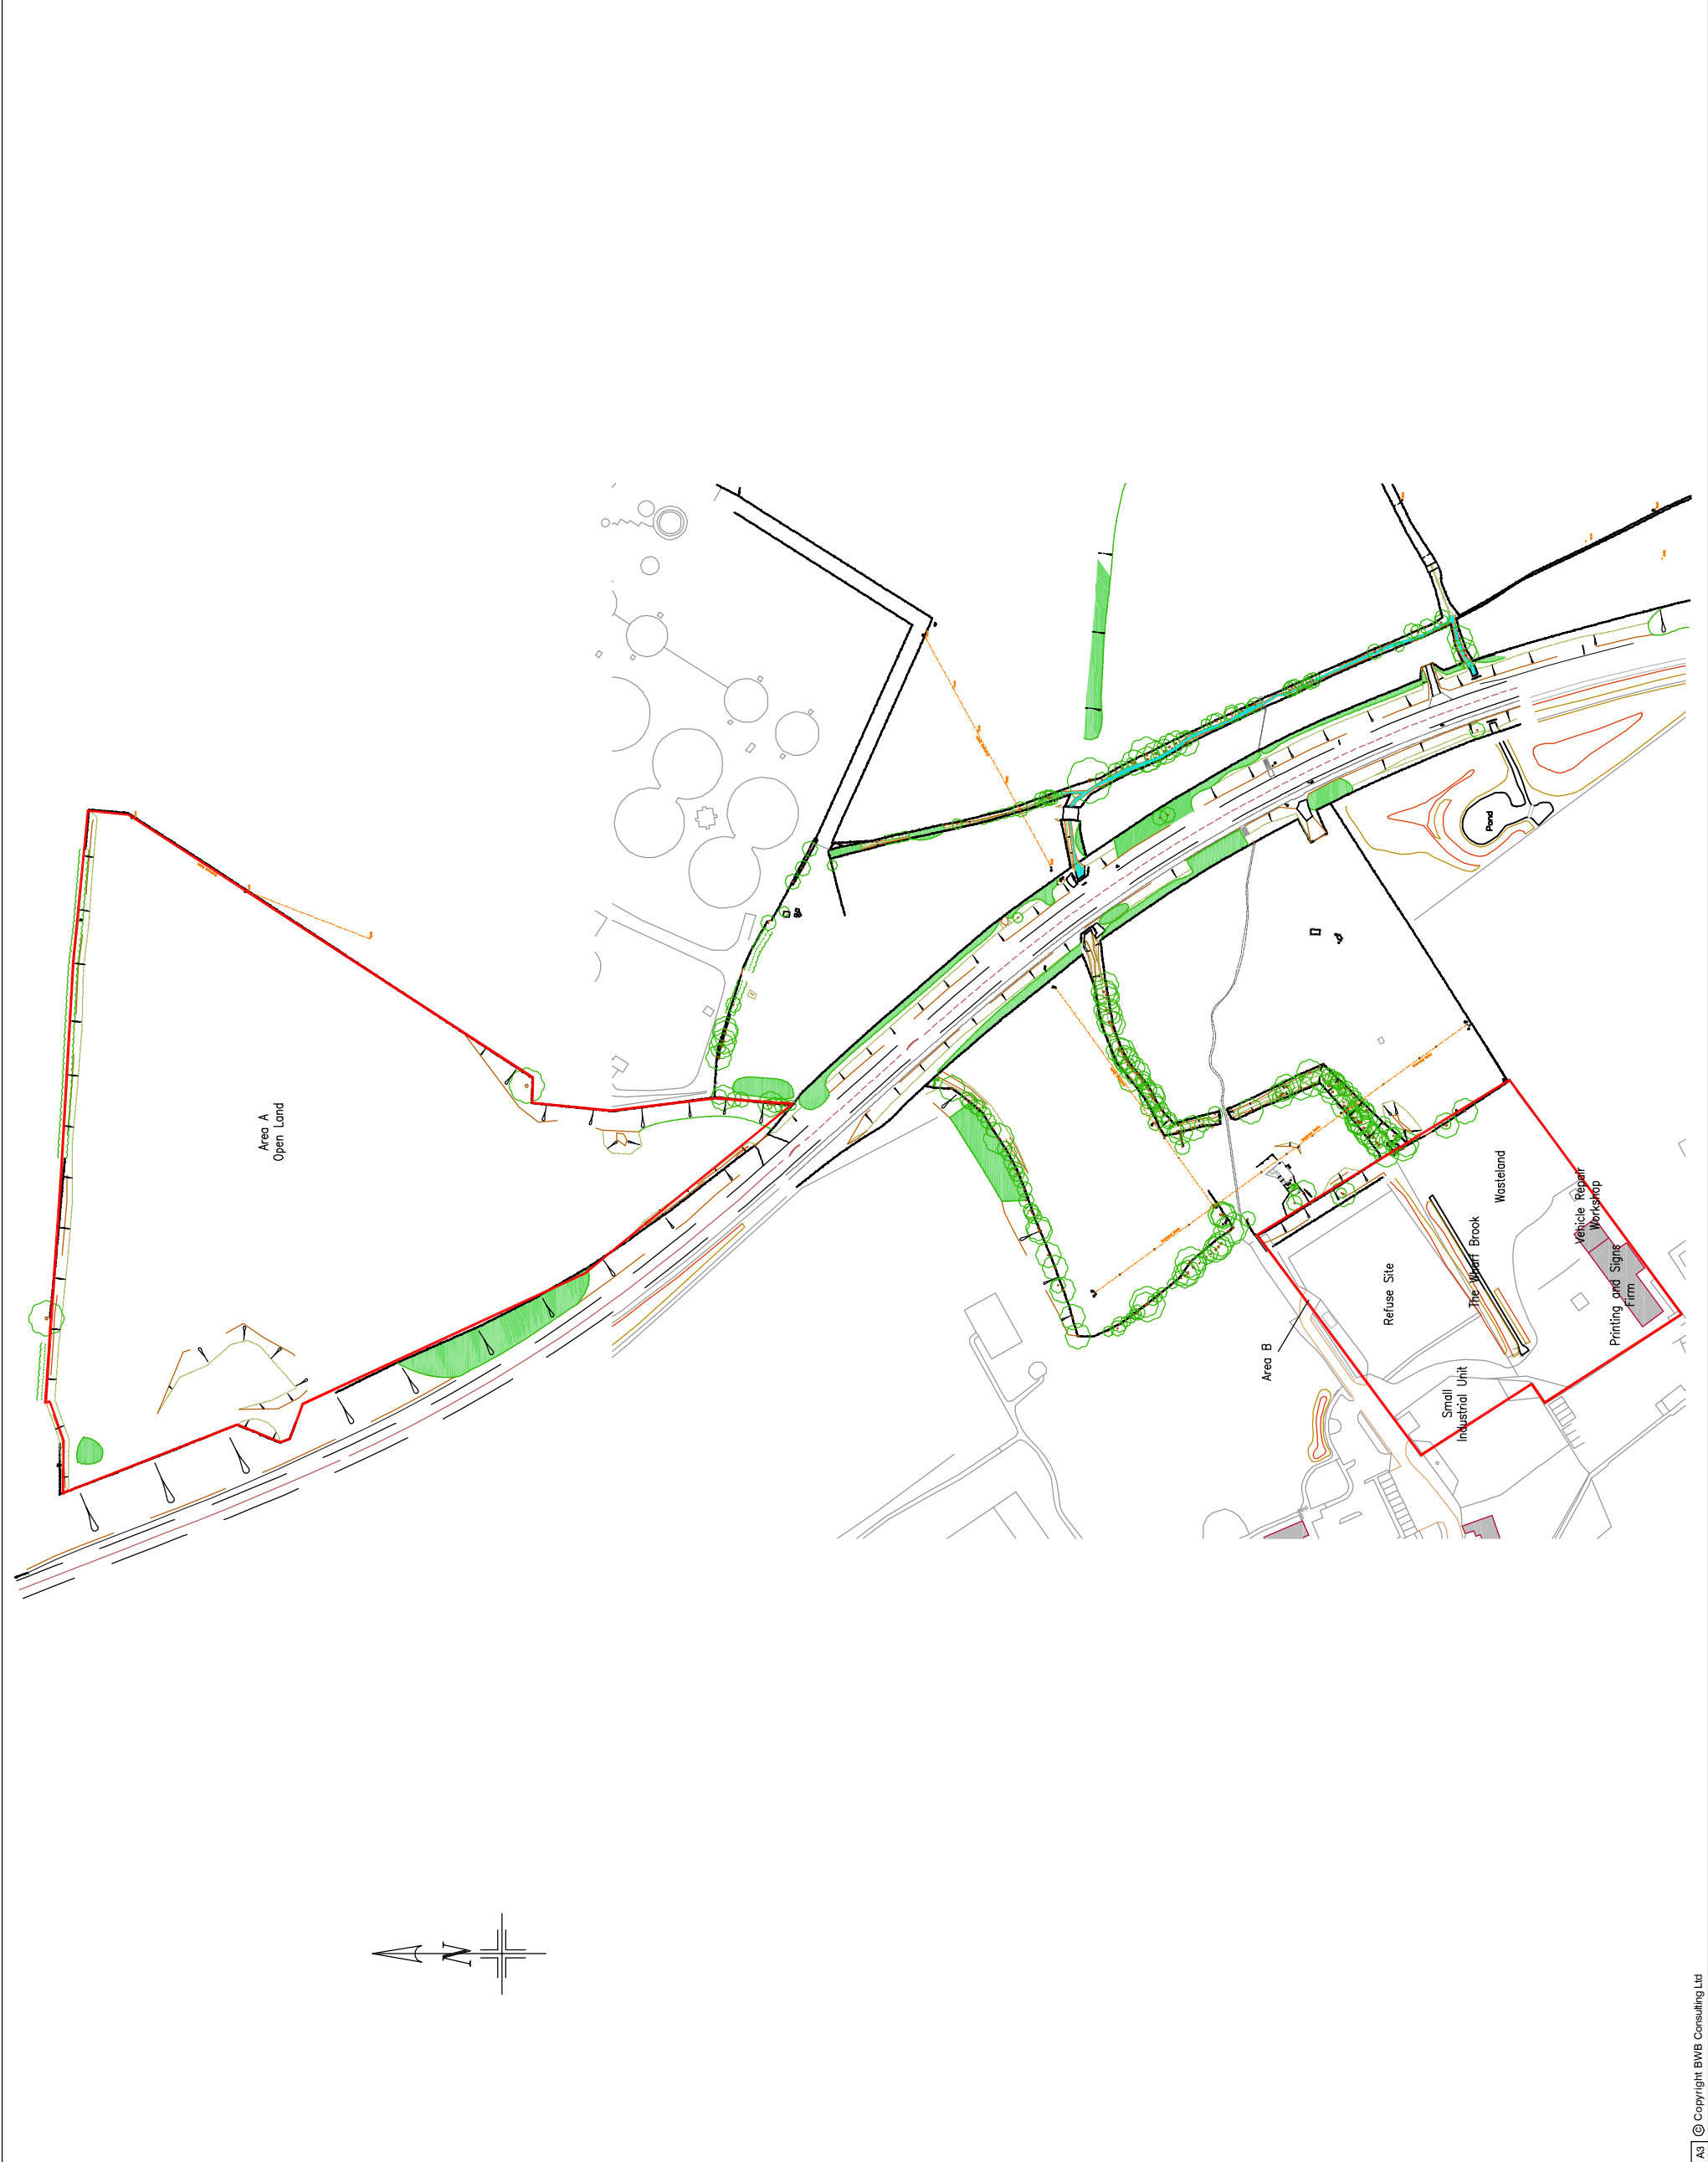 Area A
Open Land
Pond
Wasteland
Vehicle Repair
Workshop
The Wharf Brook
Printing and Signs
Firm
Refuse Site
Area B
Small
Industrial Unit
N
A3
© Copyright BWB Consulting Ltd